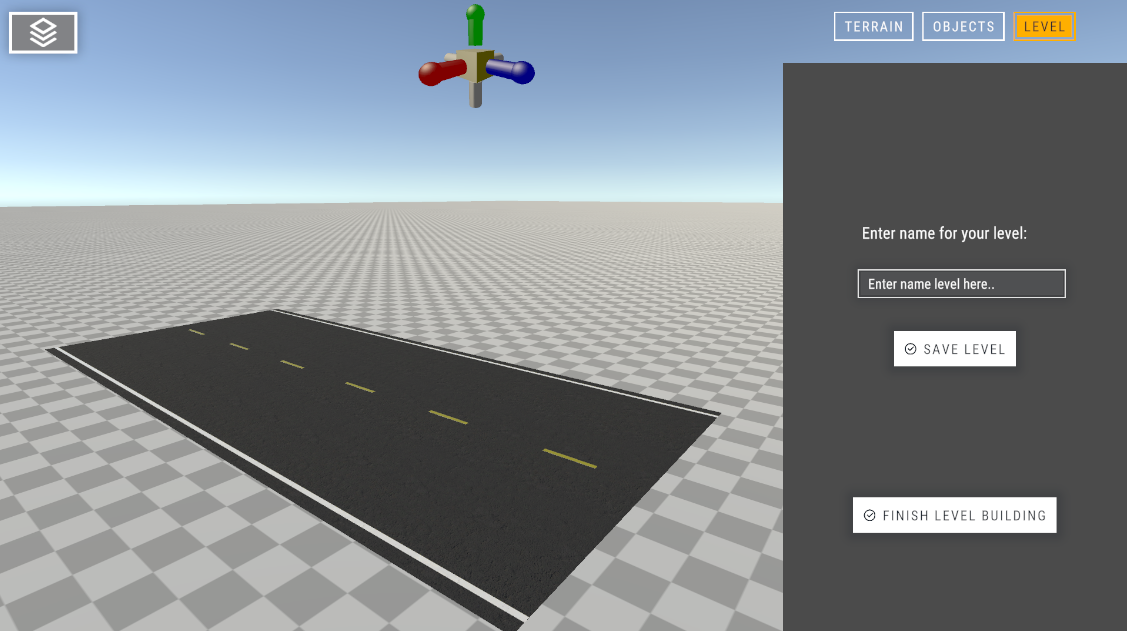 TERRAIN
OBJECTS
LEVEL
Enter name for your level:
Enter name level here..
SAVE LEVEL
FINISH LEVEL BUILDING